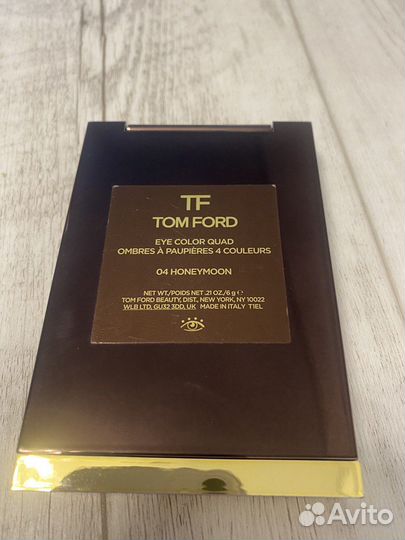 TF
TOM FORD
EYE COLOR QUAD
OMBRES À PAUPIÈRES 4 COULEURS
04 HONEYMOON
NET WT./POIDS NET .21 OZ./6 g ℮
TOM FORD BEAUTY, DIST., NEW YORK, NY 10022
WLB LTD, GU32 3DD, UK MADE IN ITALY T1EL
Avito